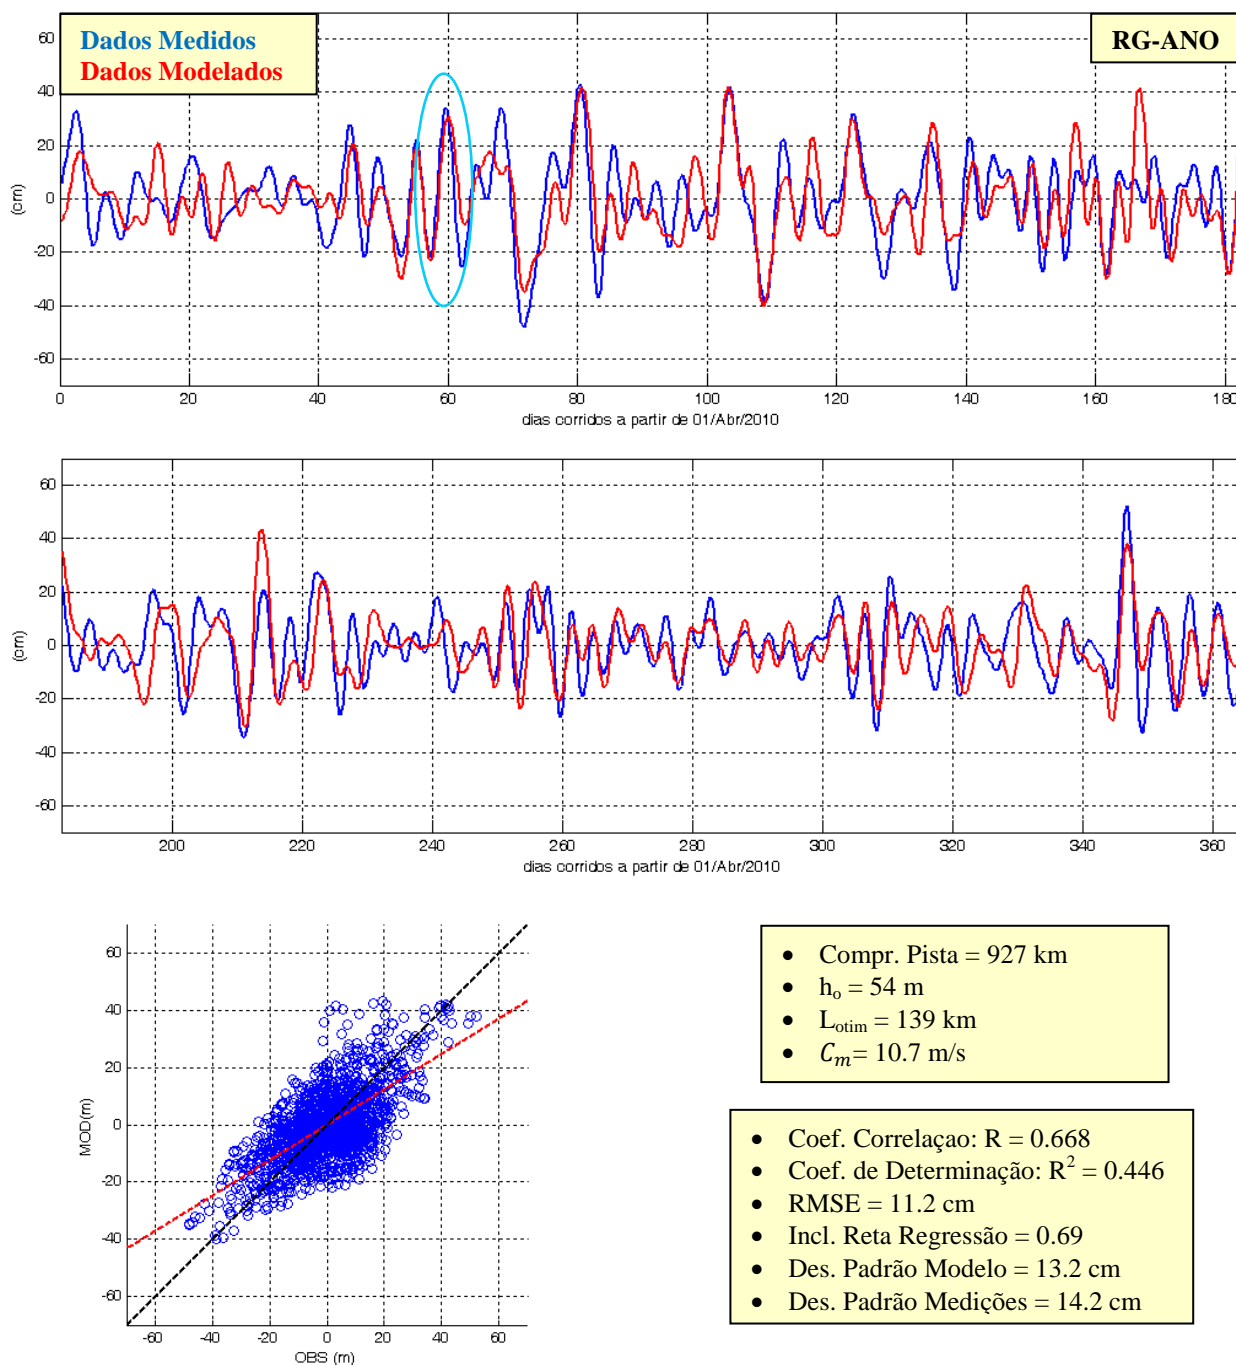 Dados Medidos
Dados Modelados
RG-ANO
60
40
20
0
-20
-40
-60
(cm)
0 20 40 60 80 100 120 140 160 180
dias corridos a partir de 01/Abr/2010
60
40
20
0
-20
-40
-60
(cm)
200 220 240 260 280 300 320 340 360
dias corridos a partir de 01/Abr/2010
60
40
20
0
-20
-40
-60
MOD(m)
-60 -40 -20 0 20 40 60
OBS (m)
• Compr. Pista = 927 km
• ho = 54 m
• Lotim = 139 km
• Cm= 10.7 m/s
• Coef. Correlaçao: R = 0.668
• Coef. de Determinação: R² = 0.446
• RMSE = 11.2 cm
• Incl. Reta Regressão = 0.69
• Des. Padrão Modelo = 13.2 cm
• Des. Padrão Medições = 14.2 cm